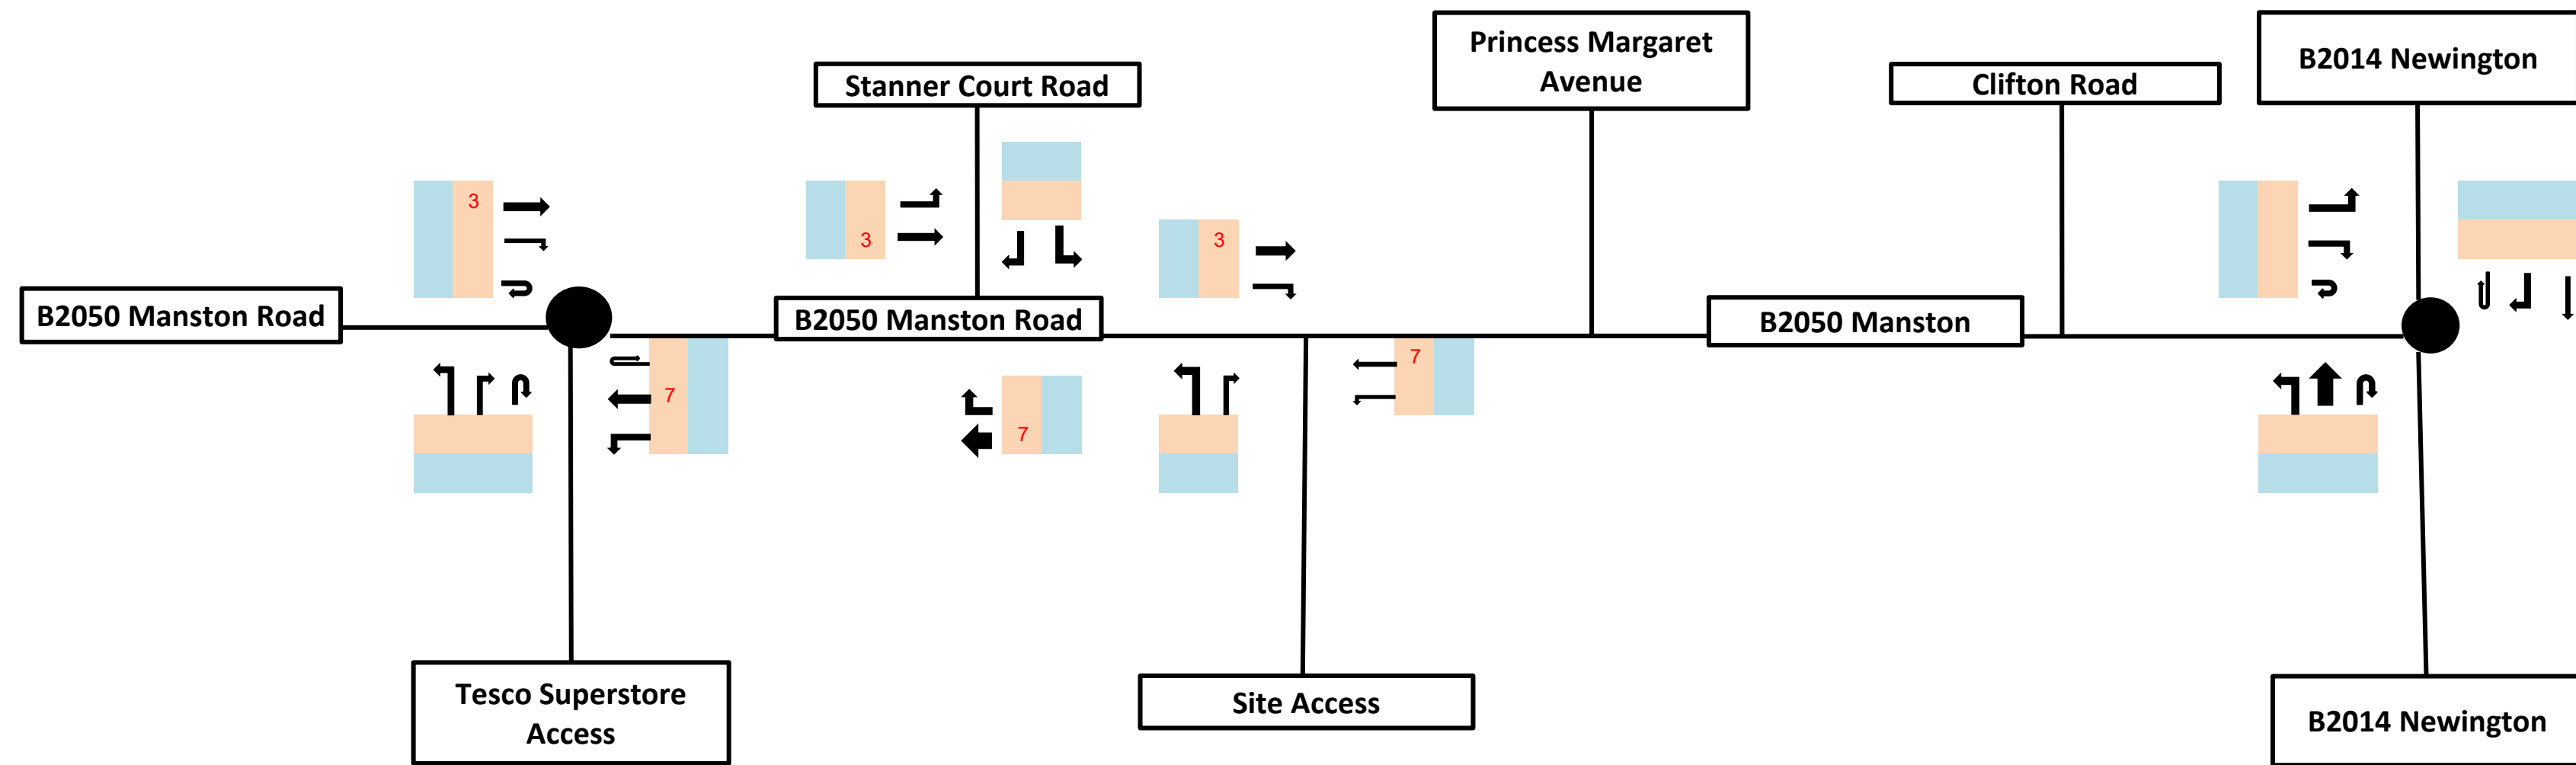 Princess Margaret
Avenue
B2014 Newington
Stanner Court Road
Clifton Road
3
3
3
B2050 Manston Road
B2050 Manston Road
B2050 Manston
7
7
7
Tesco Superstore
Access
Site Access
B2014 Newington